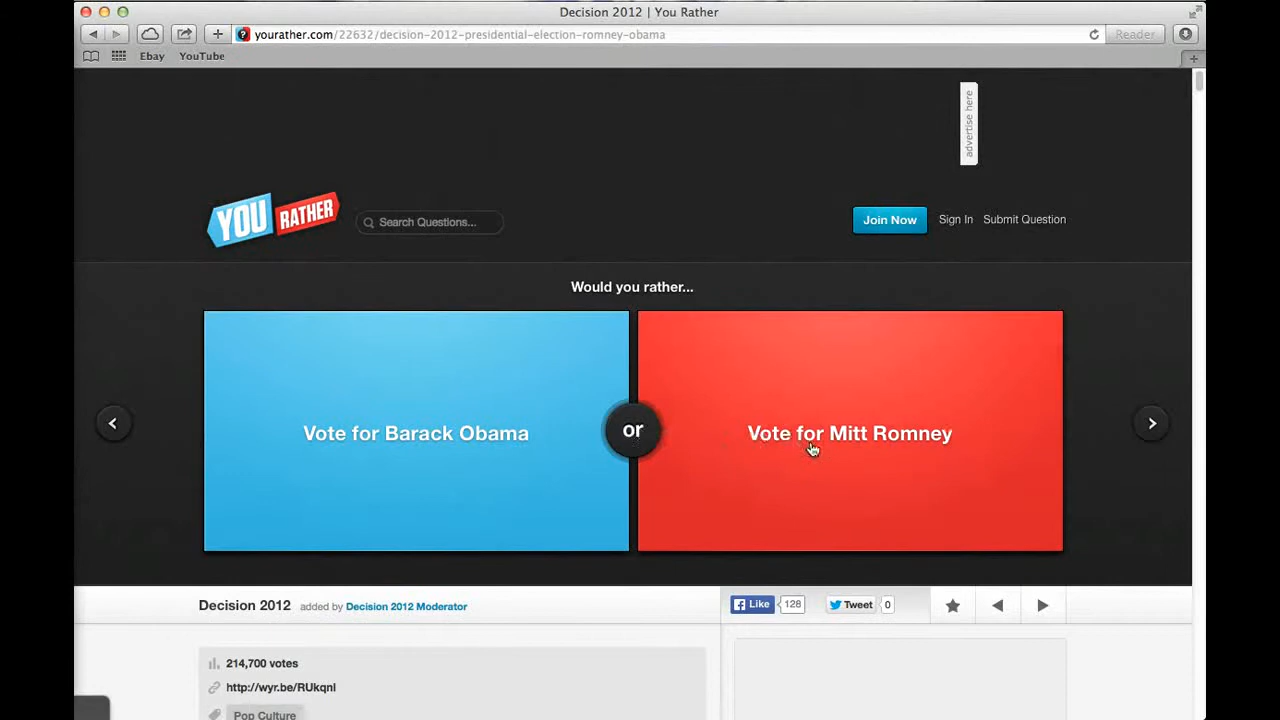 Decision 2012 | You Rather
yourather.com/22632/decision-2012-presidential-election-romney-obama
Reader
Ebay YouTube
advertise here
YOU RATHER
Search Questions...
Join Now Sign In Submit Question
Would you rather...
Vote for Barack Obama
or
Vote for Mitt Romney
Decision 2012 added by Decision 2012 Moderator
Like 128 Tweet 0
214,700 votes
http://wyr.be/RUkqnI
Pop Culture